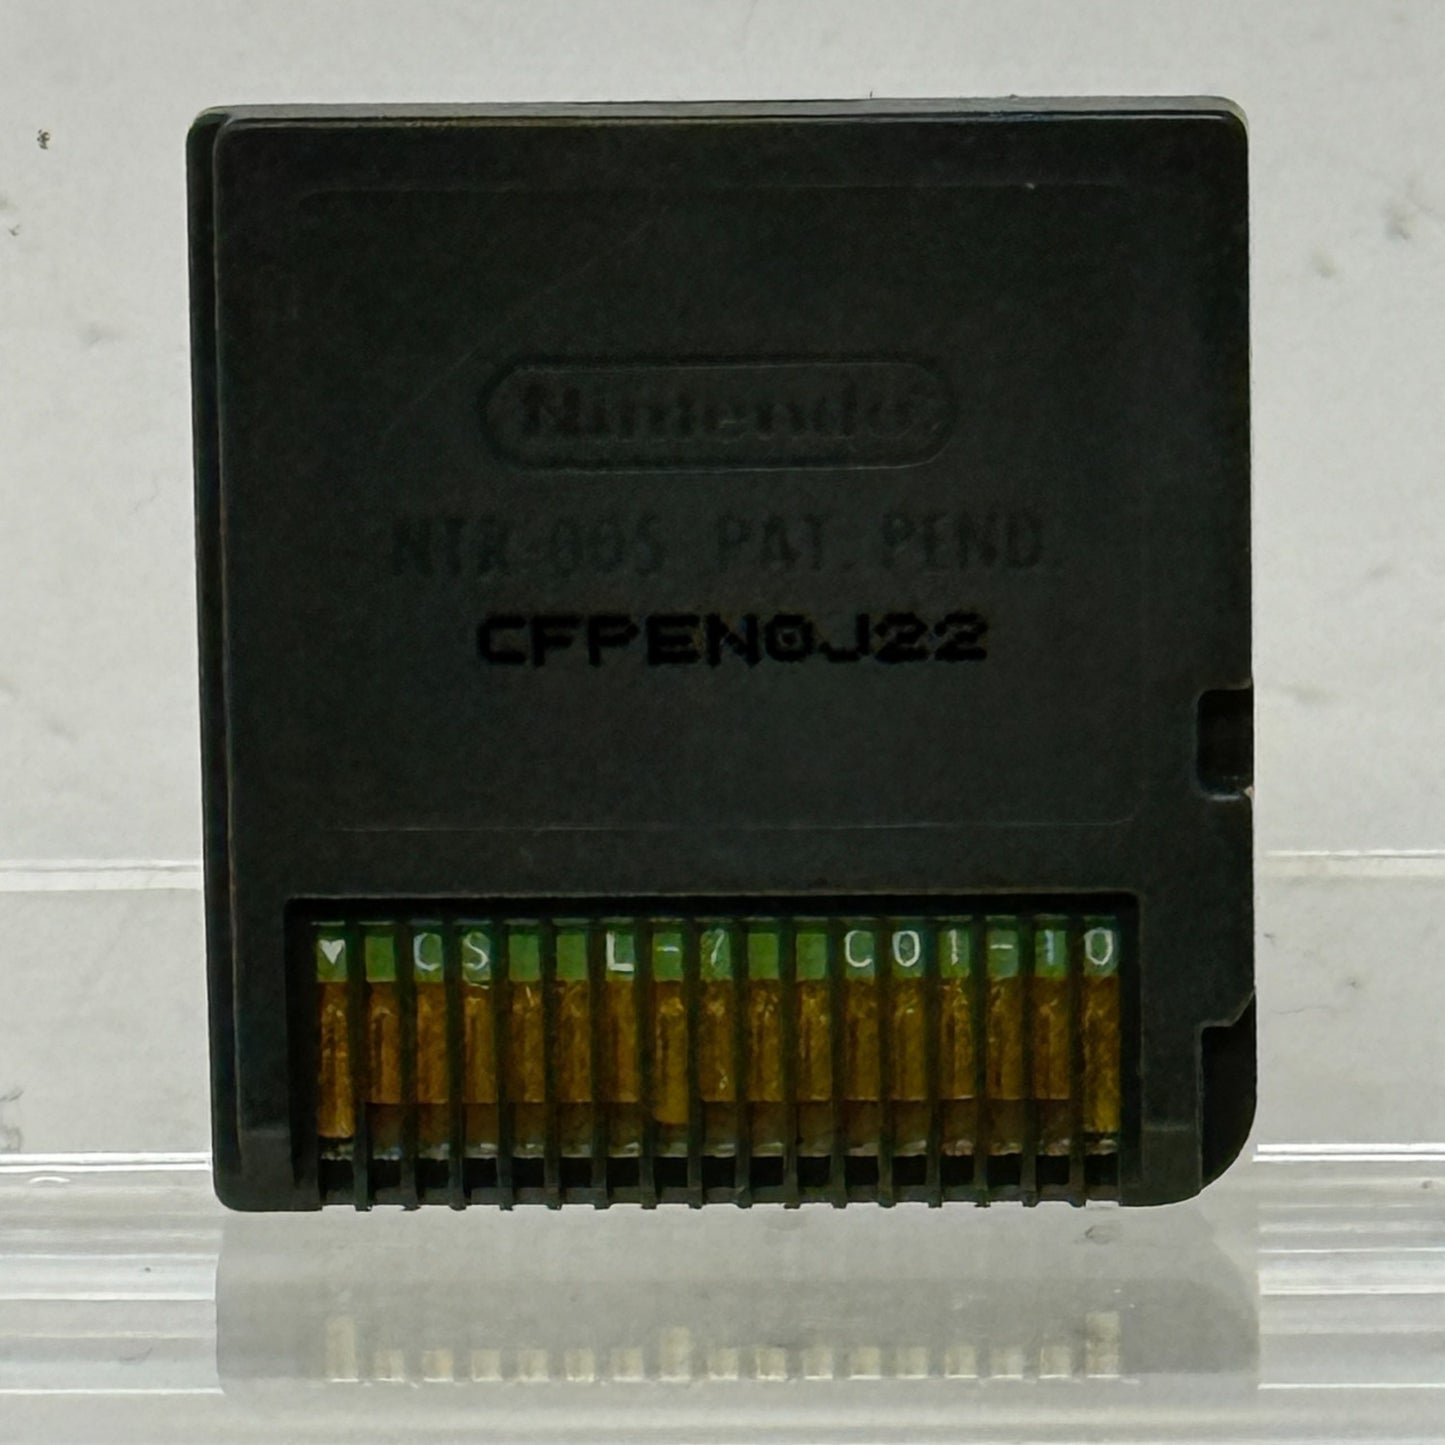 Nintendo
NTR-005 PAT. PEND.
CFPEN0J22
♥ CS L-7 C01-10